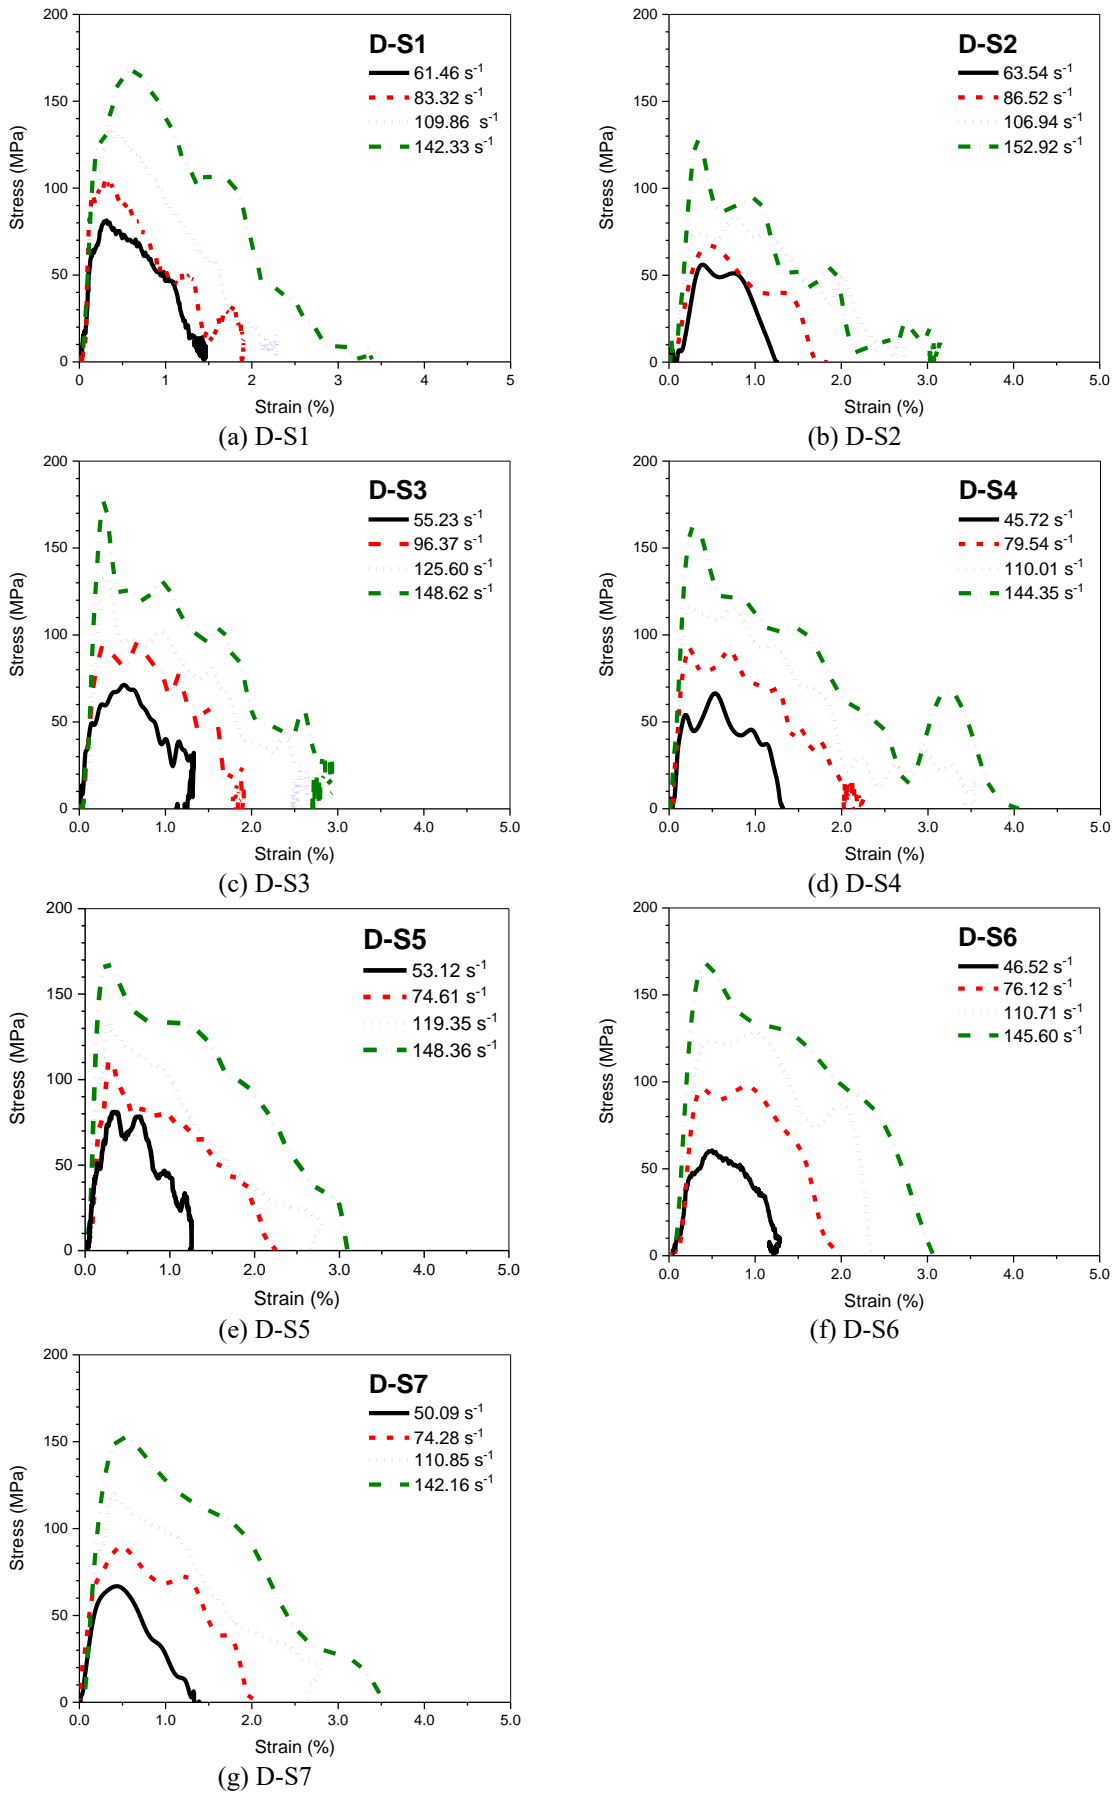 200
150
100
50
0
Stress (MPa)
D-S1
61.46 s⁻¹
83.32 s⁻¹
109.86 s⁻¹
142.33 s⁻¹
0 1 2 3 4 5
Strain (%)
(a) D-S1
200
150
100
50
0
Stress (MPa)
D-S2
63.54 s⁻¹
86.52 s⁻¹
106.94 s⁻¹
152.92 s⁻¹
0.0 1.0 2.0 3.0 4.0 5.0
Strain (%)
(b) D-S2
200
150
100
50
0
Stress (MPa)
D-S3
55.23 s⁻¹
96.37 s⁻¹
125.60 s⁻¹
148.62 s⁻¹
0.0 1.0 2.0 3.0 4.0 5.0
Strain (%)
(c) D-S3
200
150
100
50
0
Stress (MPa)
D-S4
45.72 s⁻¹
79.54 s⁻¹
110.01 s⁻¹
144.35 s⁻¹
0.0 1.0 2.0 3.0 4.0 5.0
Strain (%)
(d) D-S4
200
150
100
50
0
Stress (MPa)
D-S5
53.12 s⁻¹
74.61 s⁻¹
119.35 s⁻¹
148.36 s⁻¹
0.0 1.0 2.0 3.0 4.0 5.0
Strain (%)
(e) D-S5
200
150
100
50
0
Stress (MPa)
D-S6
46.52 s⁻¹
76.12 s⁻¹
110.71 s⁻¹
145.60 s⁻¹
0.0 1.0 2.0 3.0 4.0 5.0
Strain (%)
(f) D-S6
200
150
100
50
0
Stress (MPa)
D-S7
50.09 s⁻¹
74.28 s⁻¹
110.85 s⁻¹
142.16 s⁻¹
0.0 1.0 2.0 3.0 4.0 5.0
Strain (%)
(g) D-S7